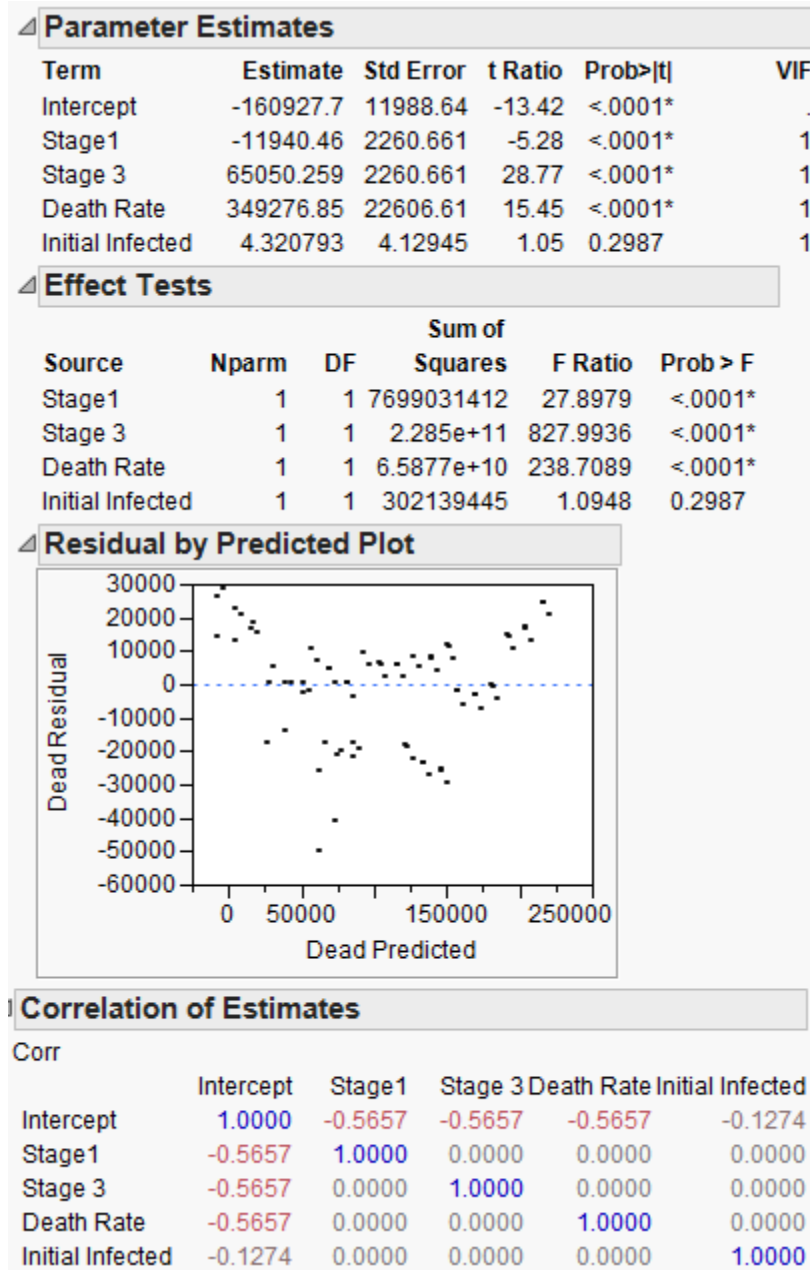 Parameter Estimates
Term Estimate Std Error t Ratio Prob>|t| VIF
Intercept -160927.7 11988.64 -13.42 <.0001* .
Stage1 -11940.46 2260.661 -5.28 <.0001* 1
Stage 3 65050.259 2260.661 28.77 <.0001* 1
Death Rate 349276.85 22606.61 15.45 <.0001* 1
Initial Infected 4.320793 4.12945 1.05 0.2987 1
Effect Tests
Sum of
Source Nparm DF Squares F Ratio Prob > F
Stage1 1 1 7699031412 27.8979 <.0001*
Stage 3 1 1 2.285e+11 827.9936 <.0001*
Death Rate 1 1 6.5877e+10 238.7089 <.0001*
Initial Infected 1 1 302139445 1.0948 0.2987
Residual by Predicted Plot
Dead Residual
30000
20000
10000
0
-10000
-20000
-30000
-40000
-50000
-60000
0 50000 150000 250000
Dead Predicted
Correlation of Estimates
Corr
Intercept Stage1 Stage 3 Death Rate Initial Infected
Intercept 1.0000 -0.5657 -0.5657 -0.5657 -0.1274
Stage1 -0.5657 1.0000 0.0000 0.0000 0.0000
Stage 3 -0.5657 0.0000 1.0000 0.0000 0.0000
Death Rate -0.5657 0.0000 0.0000 1.0000 0.0000
Initial Infected -0.1274 0.0000 0.0000 0.0000 1.0000